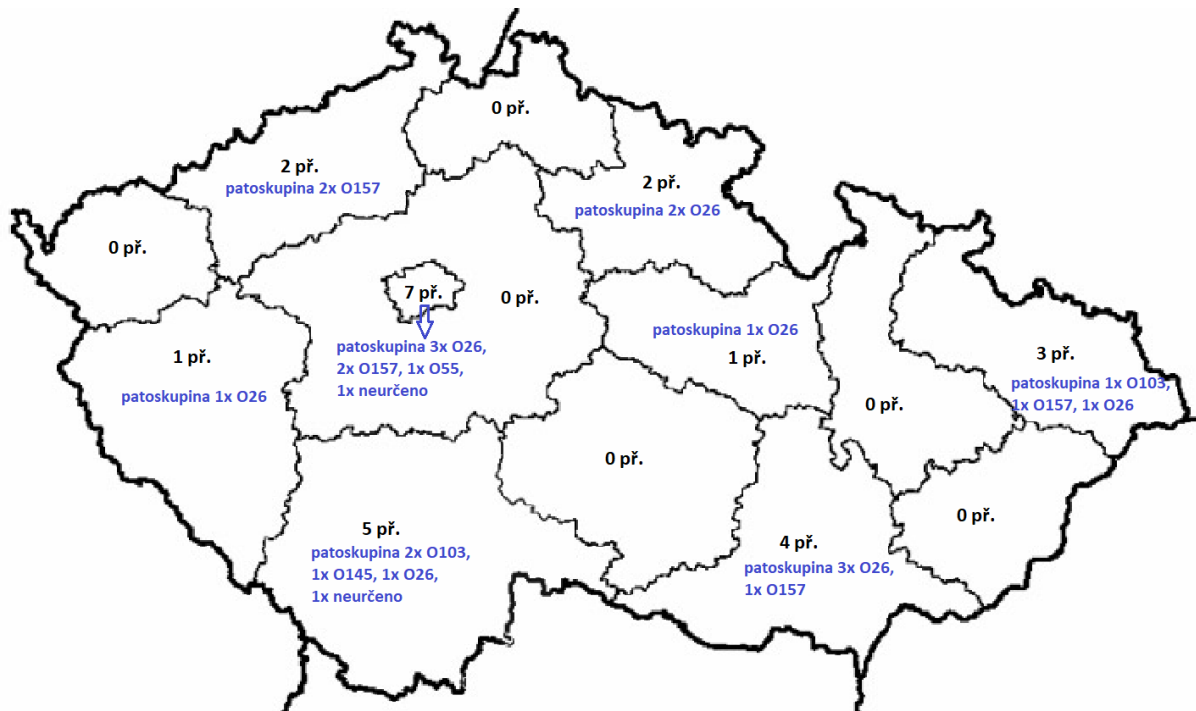 0 př.
2 př.
patoskupina 2x O157
2 př.
patoskupina 2x O26
0 př.
7 př.
0 př.
patoskupina 3x O26,
2x O157, 1x O55,
1x neurčeno
patoskupina 1x O26
1 př.
1 př.
patoskupina 1x O26
3 př.
patoskupina 1x O103,
1x O157, 1x O26
0 př.
0 př.
0 př.
5 př.
patoskupina 2x O103,
1x O145, 1x O26,
1x neurčeno
4 př.
patoskupina 3x O26,
1x O157